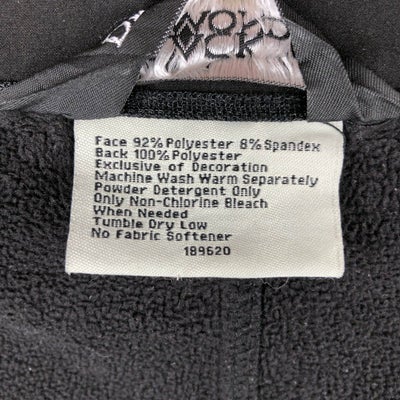 Face 92% Polyester 8% Spandex
Back 100% Polyester
Exclusive of Decoration
Machine Wash Warm Separately
Powder Detergent Only
Only Non-Chlorine Bleach
When Needed
Tumble Dry Low
No Fabric Softener
189620